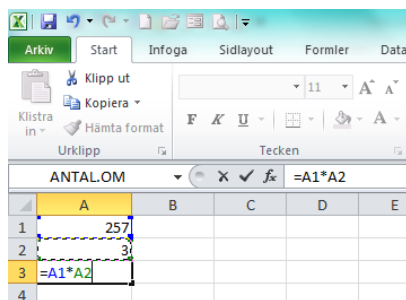 Arkiv Start Infoga Sidlayout Formler Data
Klipp ut
Kopiera
Hämta format
Klistra
in
Urklipp
11 A A
F K U A
Tecken
ANTAL.OM fx =A1*A2
A B C D E
1 257
2 3
3 =A1*A2
4